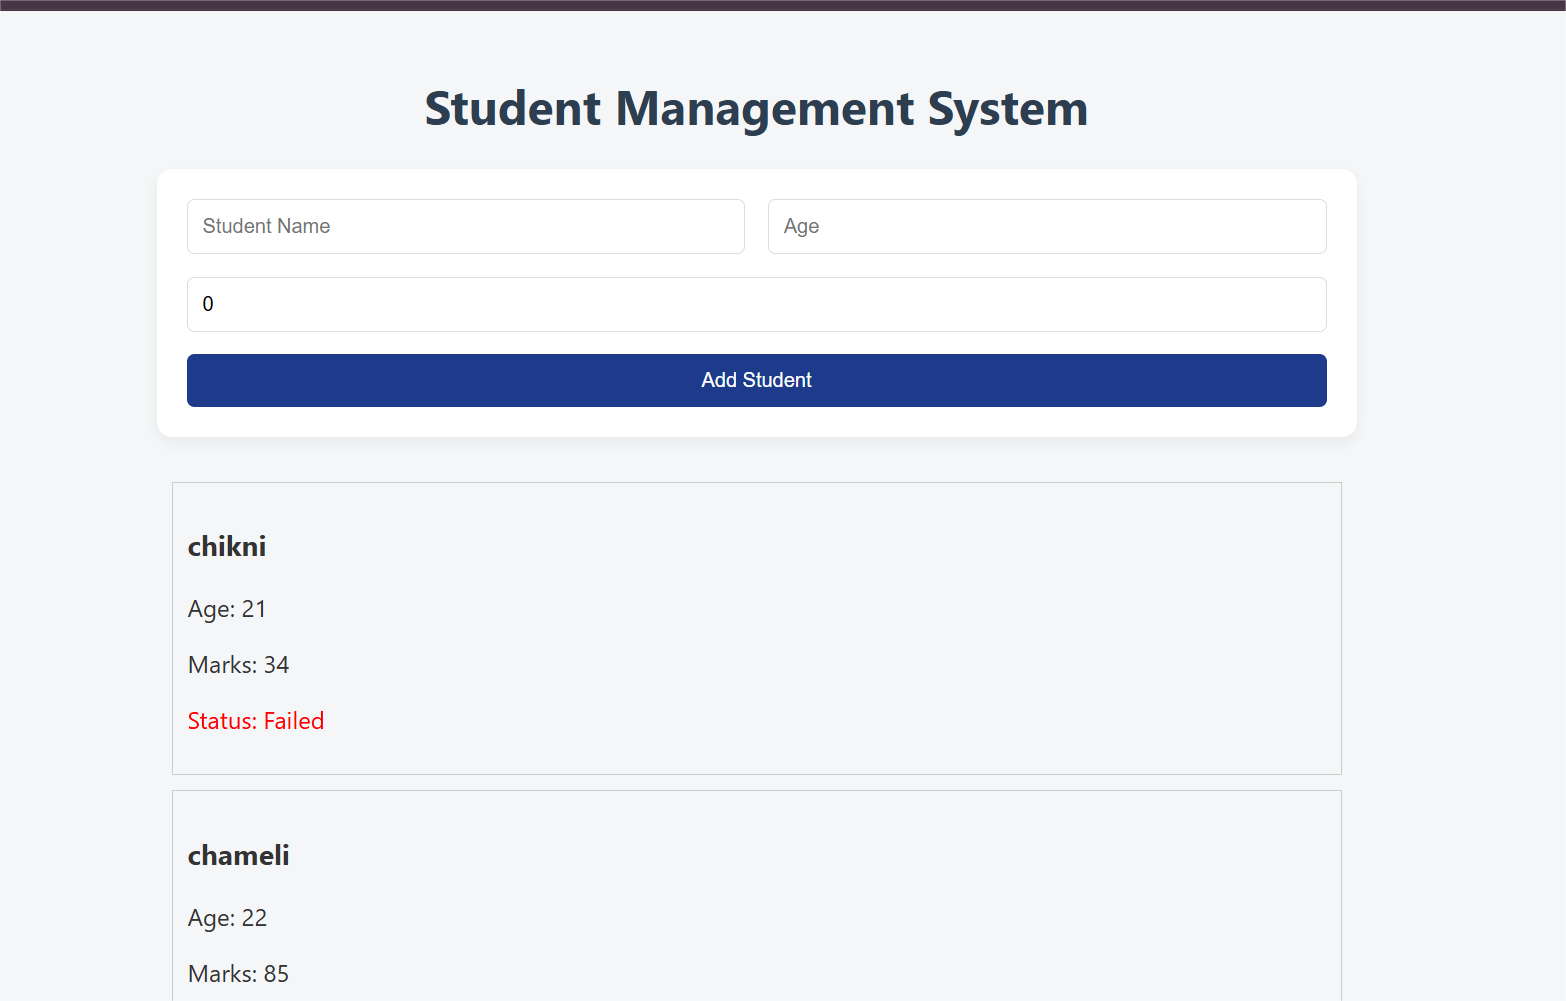 Student Management System
Student Name
Age
0
Add Student
chikni
Age: 21
Marks: 34
Status: Failed
chameli
Age: 22
Marks: 85